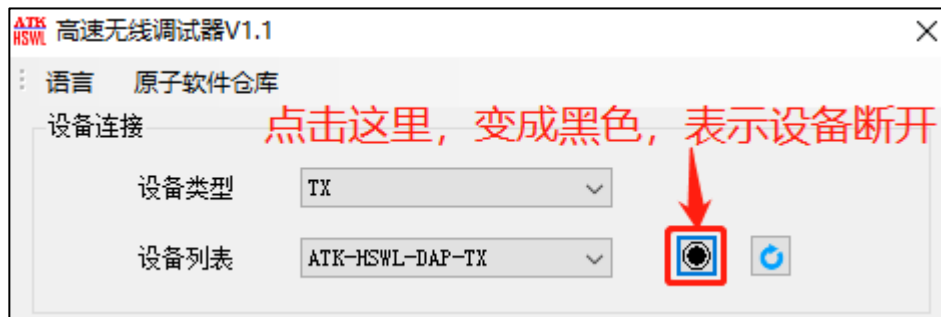 ATK HSWL 高速无线调试器V1.1
语言 原子软件仓库
设备连接
点击这里，变成黑色，表示设备断开
设备类型 TX
设备列表 ATK-HSWL-DAP-TX